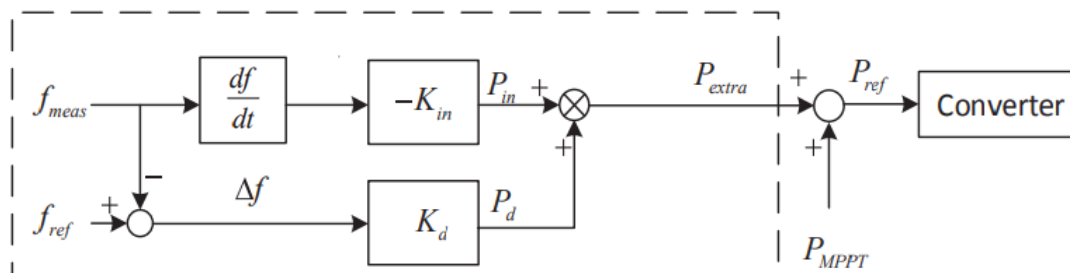 f_meas
df/dt
−K_in
P_in
+
+
P_extra
+
+
P_ref
Converter
−
Δf
f_ref
+
K_d
P_d
P_MPPT